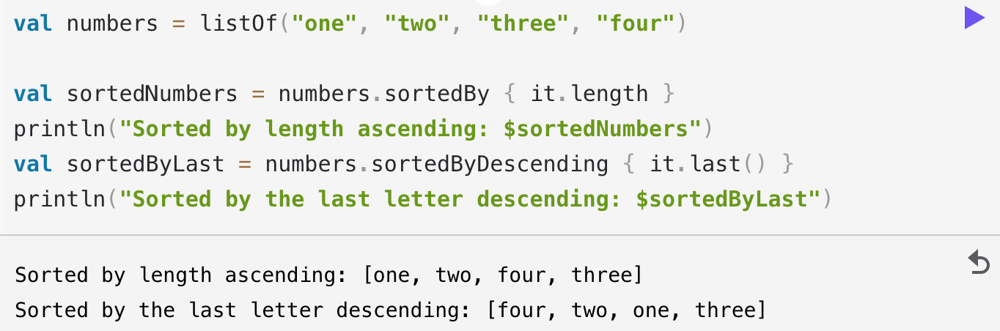 val numbers = listOf("one", "two", "three", "four")
val sortedNumbers = numbers.sortedBy { it.length }
println("Sorted by length ascending: $sortedNumbers")
val sortedByLast = numbers.sortedByDescending { it.last() }
println("Sorted by the last letter descending: $sortedByLast")
Sorted by length ascending: [one, two, four, three]
Sorted by the last letter descending: [four, two, one, three]